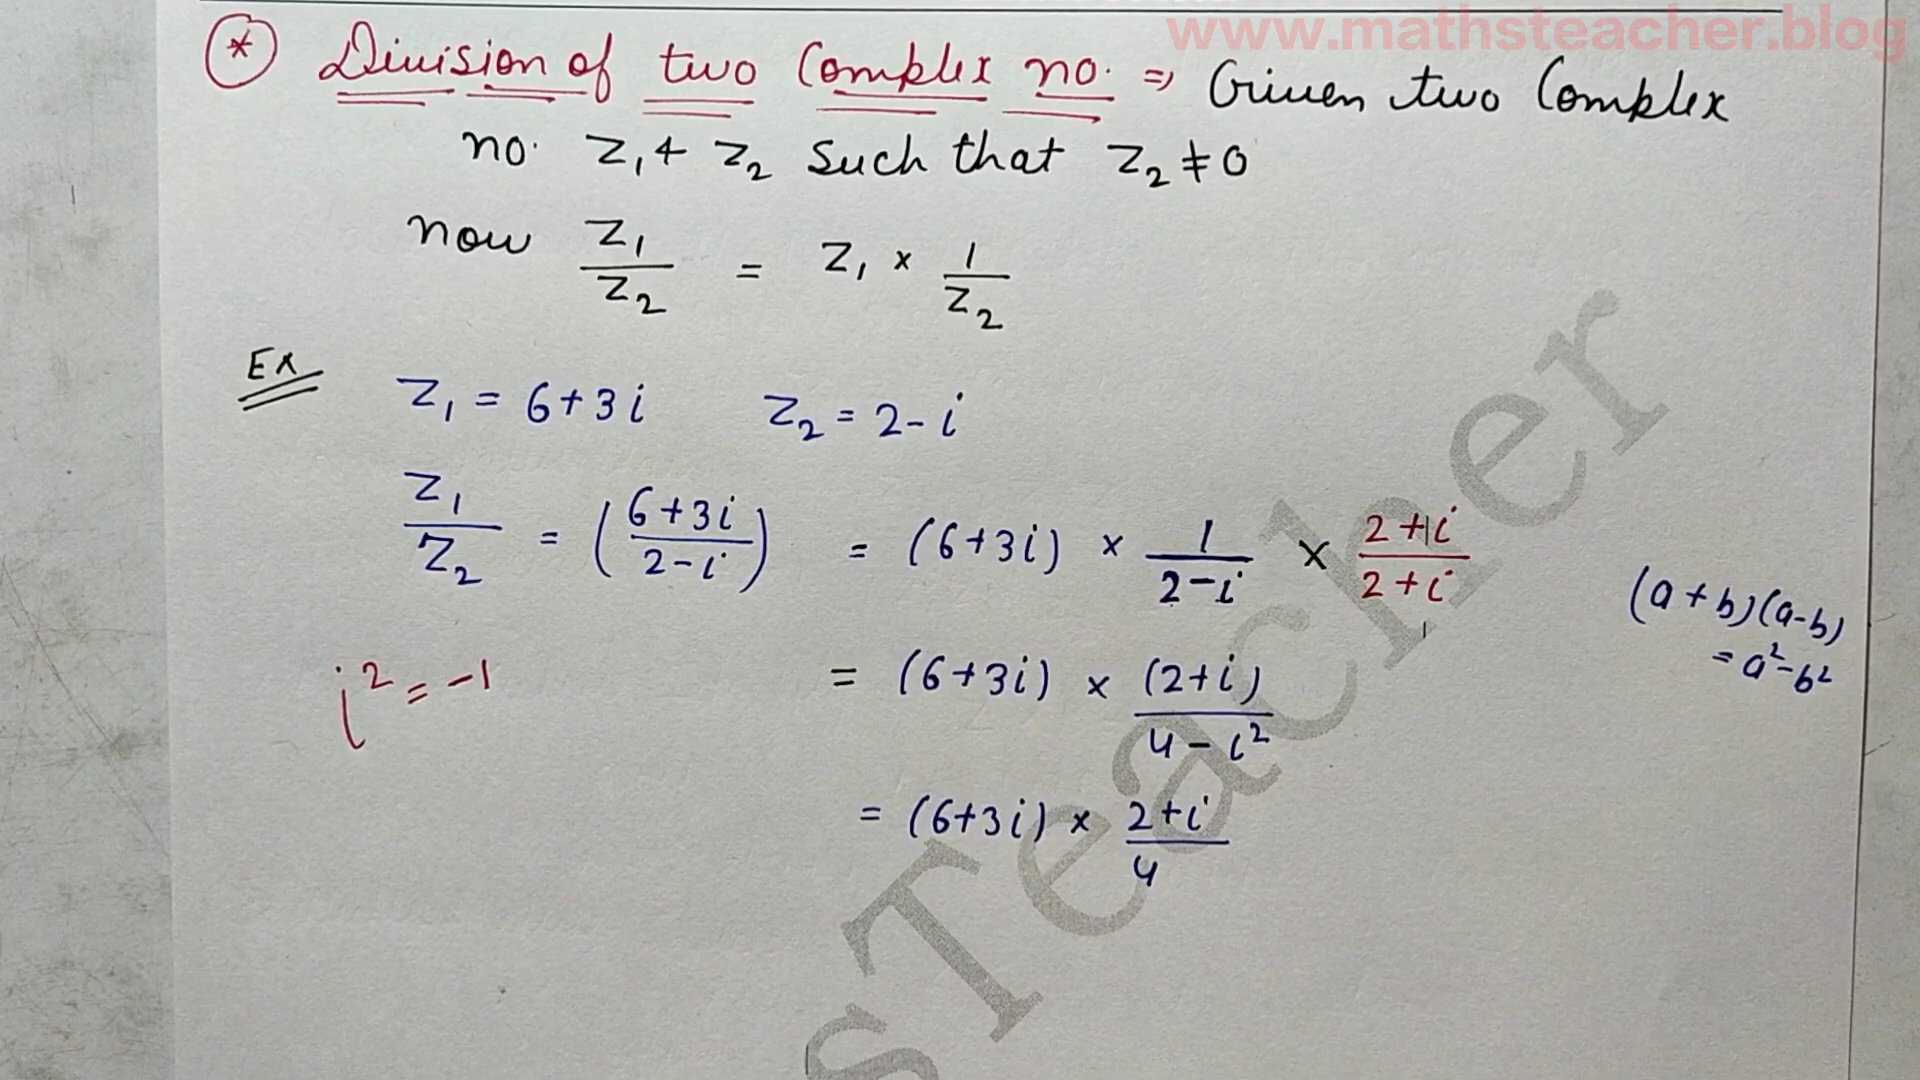 www.mathsteacher.blog
* Division of two Complex no. ⇒ Given two Complex
no. z₁ & z₂ such that z₂ ≠ 0
now z₁/z₂ = z₁ × 1/z₂
Ex z₁ = 6+3i z₂ = 2-i
z₁/z₂ = ((6+3i)/(2-i)) = (6+3i) × 1/(2-i) × (2+i)/(2+i)
(a+b)(a-b)
= a²-b²
i² = -1
= (6+3i) × (2+i)/(4-i²)
= (6+3i) × (2+i)/4
sTeacher